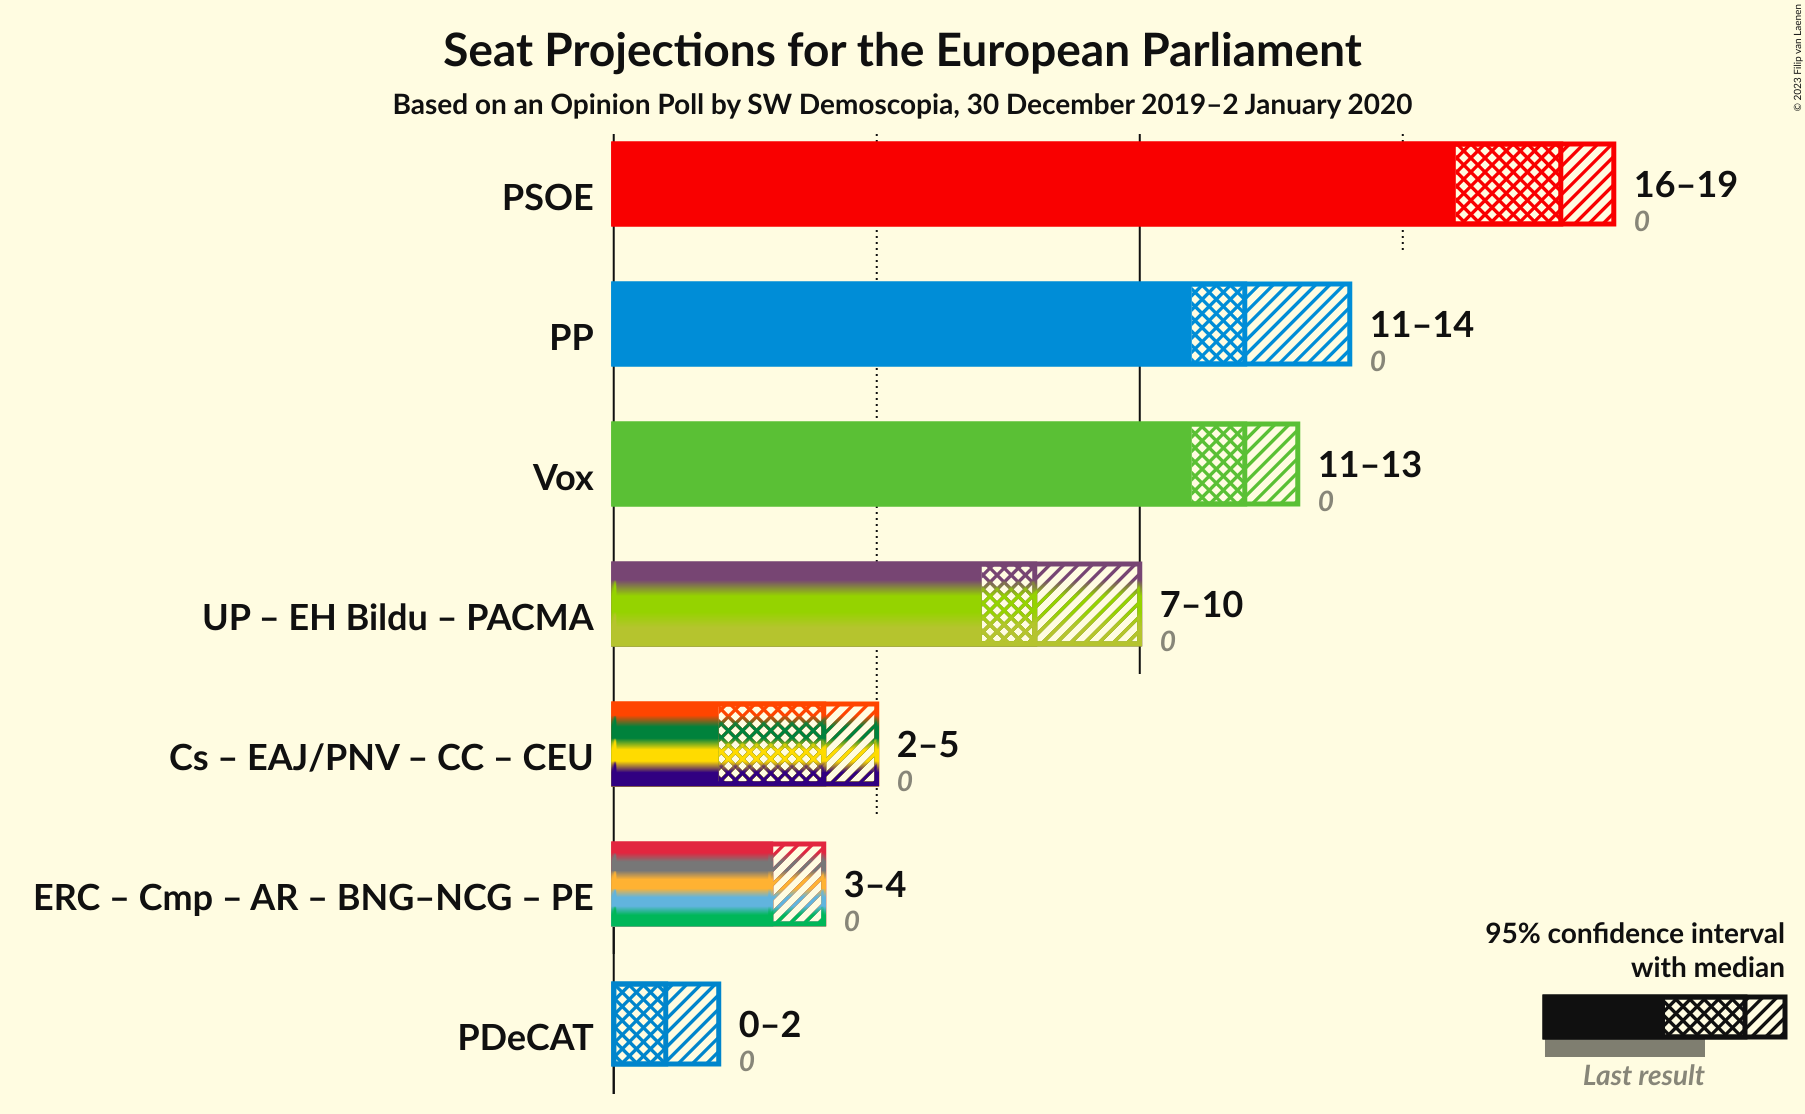 Seat Projections for the European Parliament
Based on an Opinion Poll by SW Demoscopia, 30 December 2019–2 January 2020
© 2023 Filip van Laenen
PSOE
16–19
0
PP
11–14
0
Vox
11–13
0
UP – EH Bildu – PACMA
7–10
0
Cs – EAJ/PNV – CC – CEU
2–5
0
ERC – Cmp – AR – BNG–NCG – PE
3–4
0
PDeCAT
0–2
0
95% confidence interval
with median
Last result